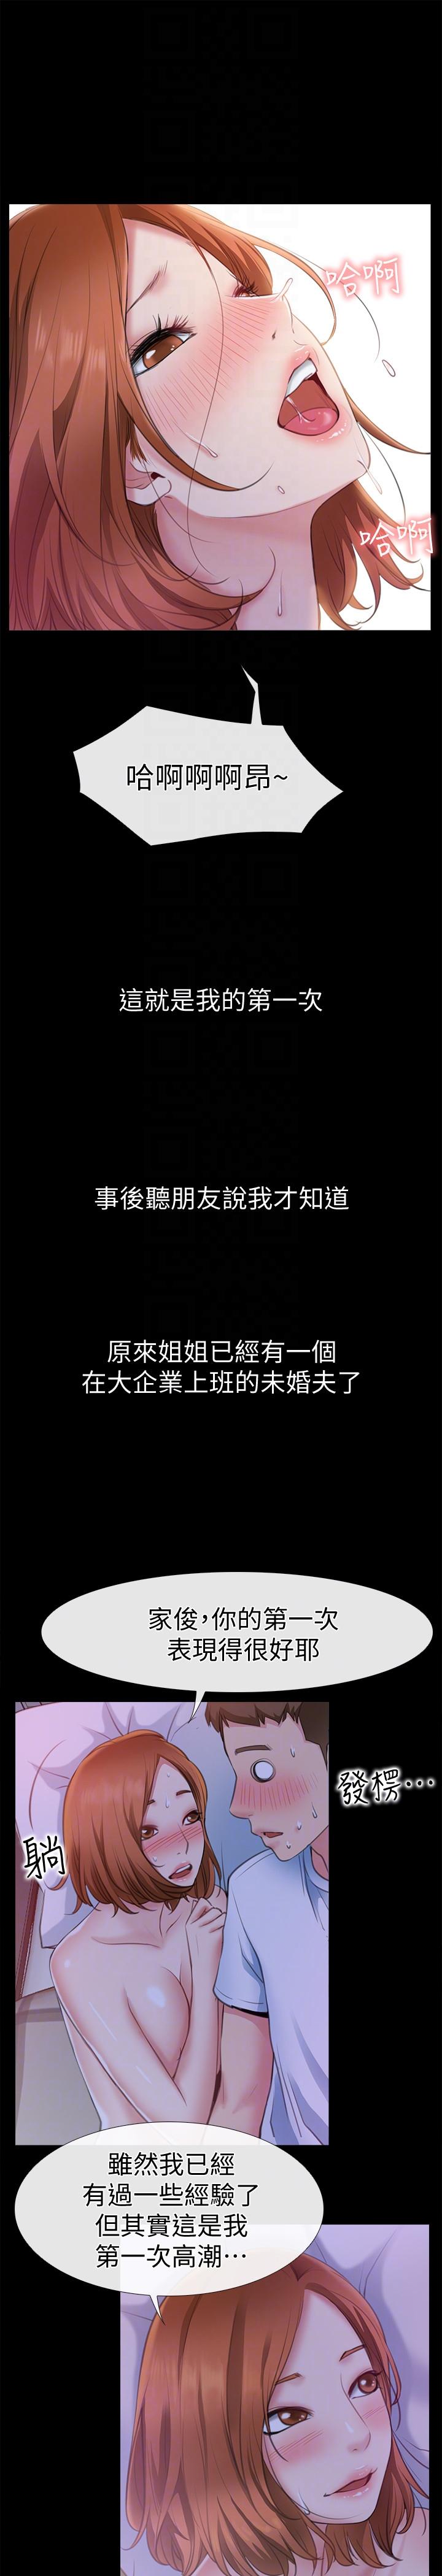 哈啊
哈啊
哈啊啊啊昂~
這就是我的第一次
事後聽朋友說我才知道
原來姐姐已經有一個
在大企業上班的未婚夫了
家俊,你的第一次
表現得很好耶
發楞…
躺
雖然我已經
有過一些經驗了
但其實這是我
第一次高潮…